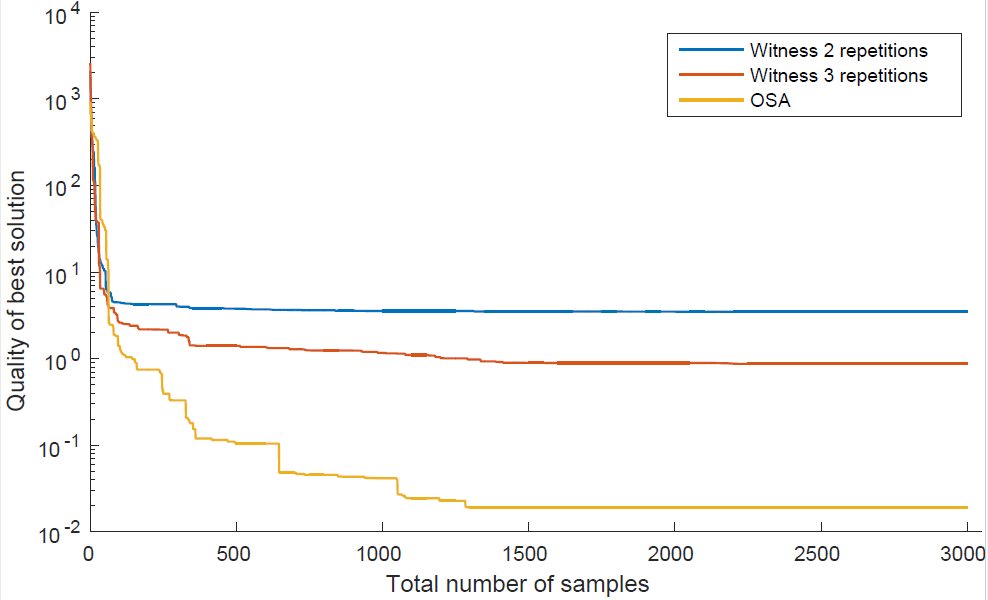 10^4
10^3
10^2
10^1
10^0
10^-1
10^-2
Quality of best solution
Witness 2 repetitions
Witness 3 repetitions
OSA
0 500 1000 1500 2000 2500 3000
Total number of samples